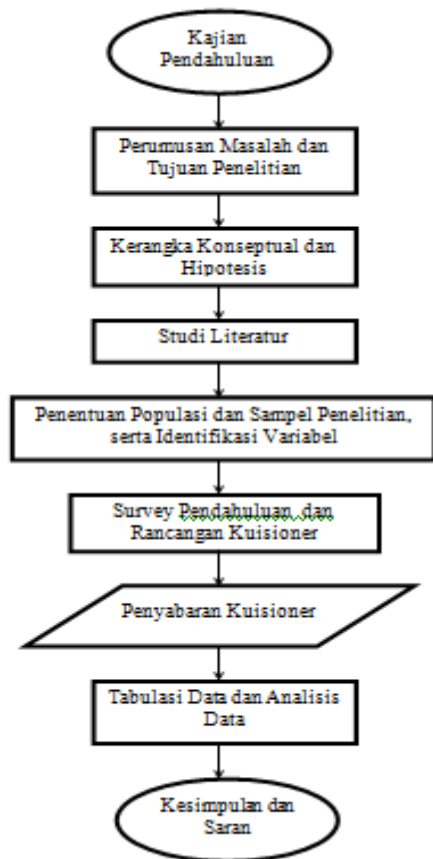 Kajian
Pendahuluan
Perumusan Masalah dan
Tujuan Penelitian
Kerangka Konseptual dan
Hipotesis
Studi Literatur
Penentuan Populasi dan Sampel Penelitian,
serta Identifikasi Variabel
Survey Pendahuluan dan
Rancangan Kuisioner
Penyabaran Kuisioner
Tabulasi Data dan Analisis
Data
Kesimpulan dan
Saran